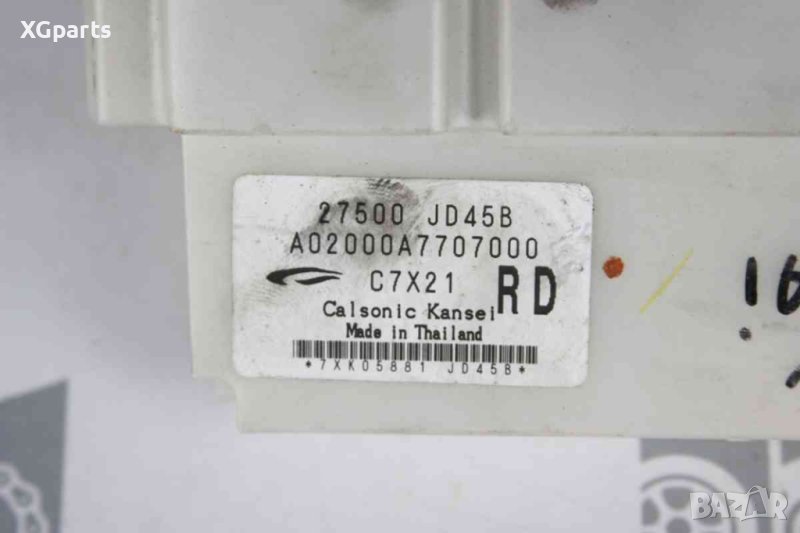 XGparts
27500 JD45B
A02000A7707000
C7X21 RD
Calsonic Kansei
Made in Thailand
*7XK05881 JD45B*
BAZAR